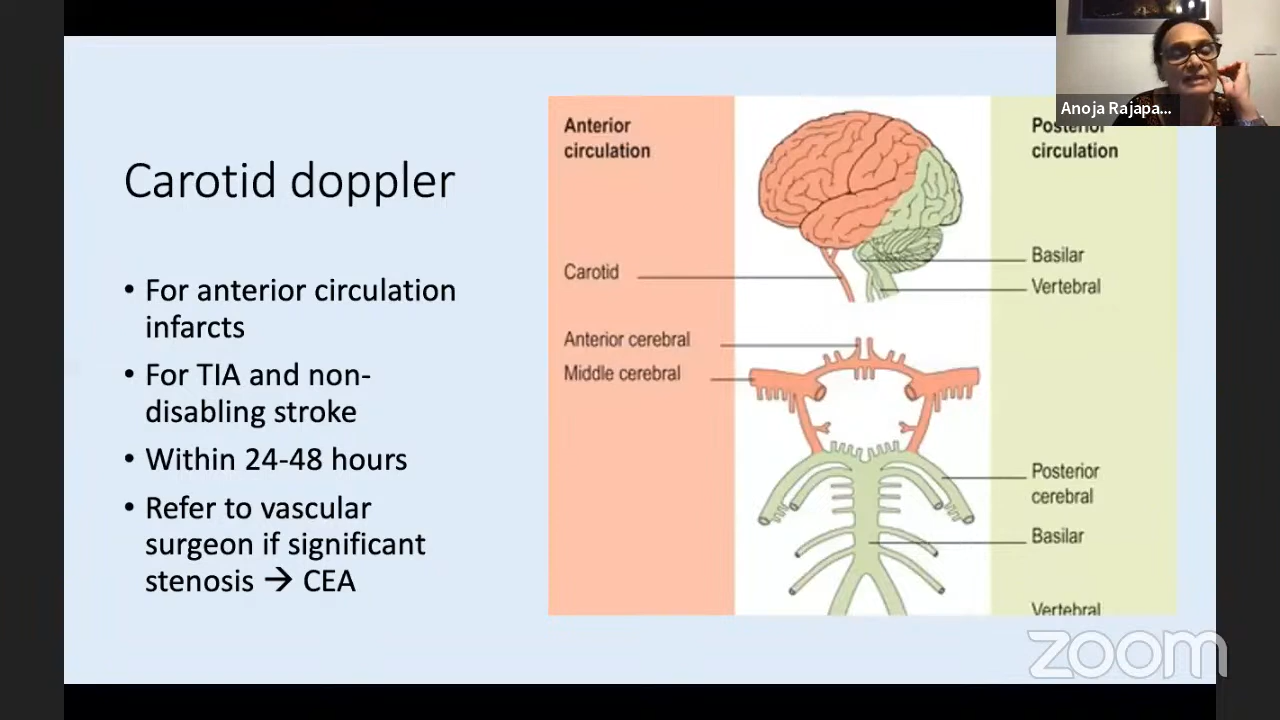 Carotid doppler
• For anterior circulation
infarcts
• For TIA and non-
disabling stroke
• Within 24-48 hours
• Refer to vascular
surgeon if significant
stenosis → CEA
Anterior
circulation
Posterior
circulation
Carotid
Basilar
Vertebral
Anterior cerebral
Middle cerebral
Posterior
cerebral
Basilar
Vertebral
Anoja Rajapa...
zoom